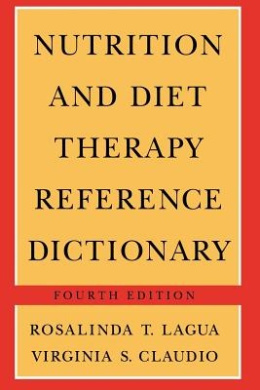 NUTRITION
AND DIET
THERAPY
REFERENCE
DICTIONARY
FOURTH EDITION
ROSALINDA T. LAGUA
VIRGINIA S. CLAUDIO